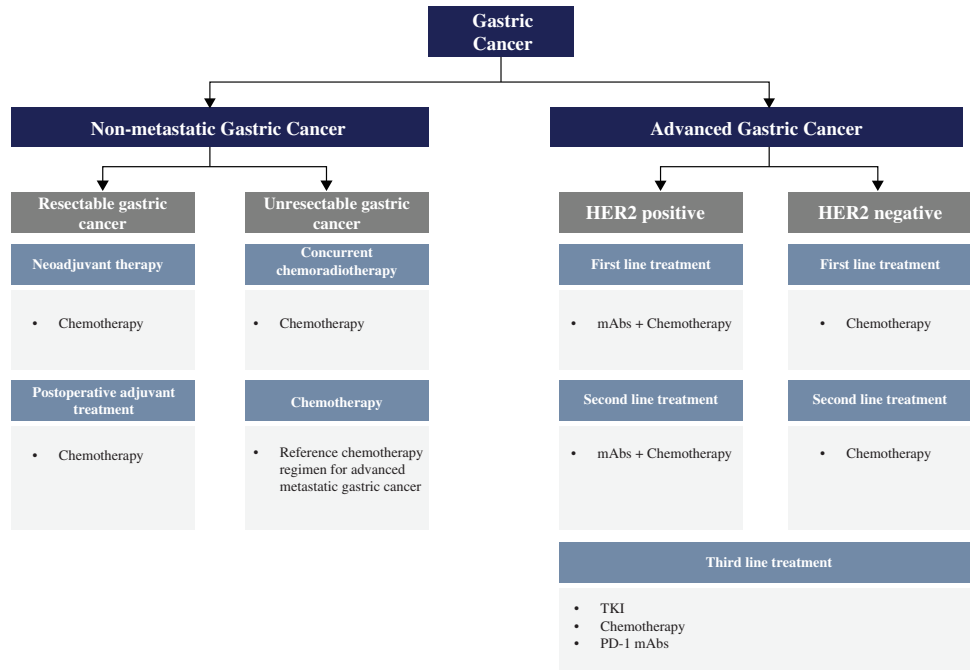 Gastric
Cancer
Non-metastatic Gastric Cancer
Resectable gastric
cancer
Neoadjuvant therapy
• Chemotherapy
Postoperative adjuvant
treatment
• Chemotherapy
Unresectable gastric
cancer
Concurrent
chemoradiotherapy
• Chemotherapy
Chemotherapy
• Reference chemotherapy
regimen for advanced
metastatic gastric cancer
Advanced Gastric Cancer
HER2 positive
First line treatment
• mAbs + Chemotherapy
Second line treatment
• mAbs + Chemotherapy
HER2 negative
First line treatment
• Chemotherapy
Second line treatment
• Chemotherapy
Third line treatment
• TKI
• Chemotherapy
• PD-1 mAbs